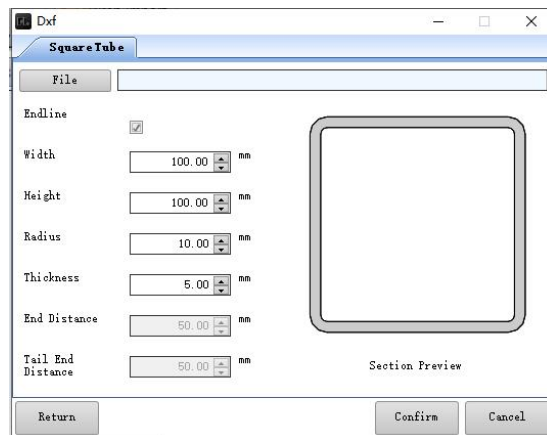 Dxf
SquareTube
File
Endline
Width
100.00 mm
Height
100.00 mm
Radius
10.00 mm
Thickness
5.00 mm
End Distance
50.00 mm
Tail End
Distance
50.00 mm
Section Preview
Return
Confirm
Cancel